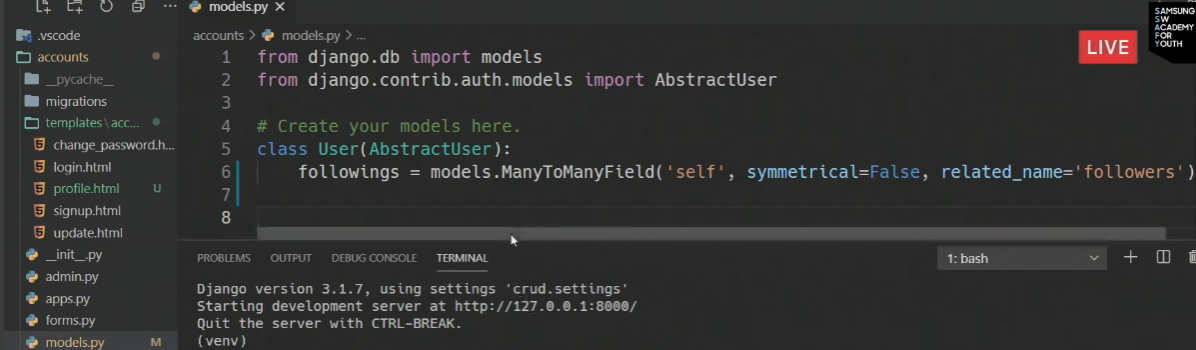 models.py
SAMSUNG
SW
ACADEMY
FOR
YOUTH
LIVE
.vscode
accounts
__pycache__
migrations
templates\acc...
change_password.h...
login.html
profile.html U
signup.html
update.html
__init__.py
admin.py
apps.py
forms.py
models.py M
accounts > models.py > ...
1 from django.db import models
2 from django.contrib.auth.models import AbstractUser
3
4 # Create your models here.
5 class User(AbstractUser):
6 followings = models.ManyToManyField('self', symmetrical=False, related_name='followers')
7
8
PROBLEMS OUTPUT DEBUG CONSOLE TERMINAL 1: bash
Django version 3.1.7, using settings 'crud.settings'
Starting development server at http://127.0.0.1:8000/
Quit the server with CTRL-BREAK.
(venv)